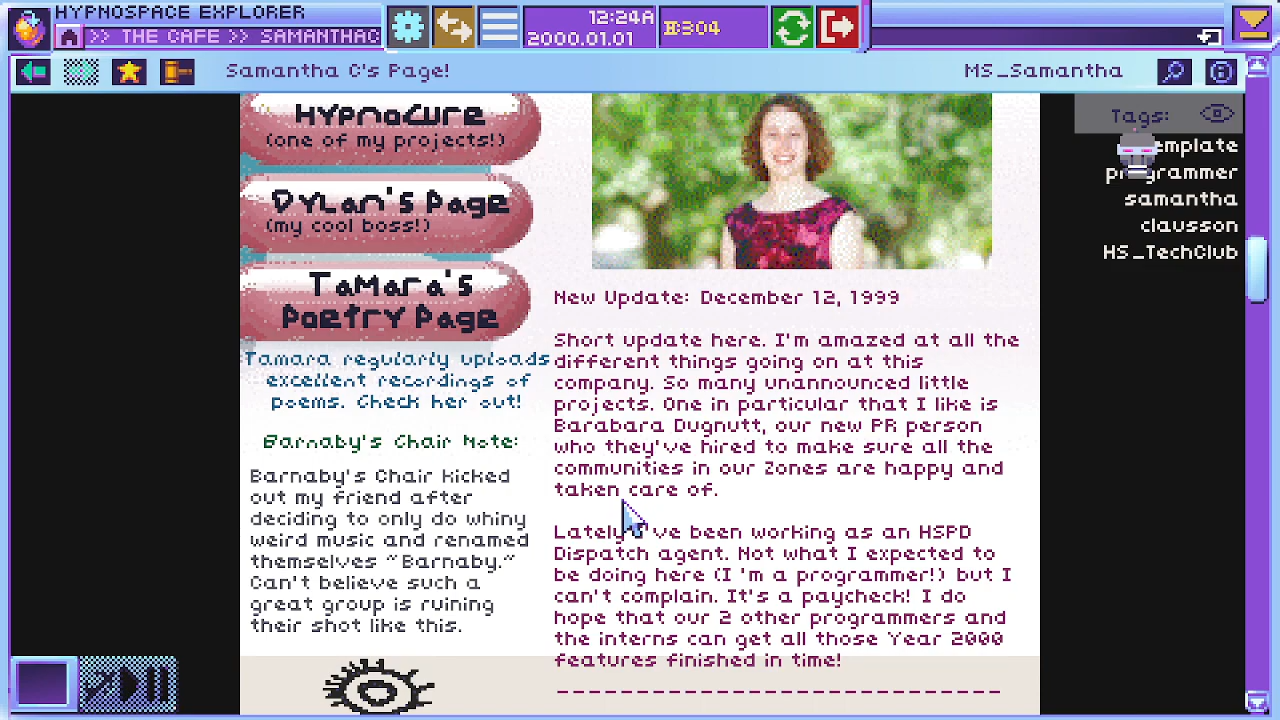 HYPNOSPACE EXPLORER
>> THE CAFE >> SAMANTHAC
12:24A
2000.01.01
304
Samantha C's Page!
MS_Samantha
HypnoCure
(one of my projects!)
Dylan's Page
(my cool boss!)
Tamara's
Poetry Page
Tamara regularly uploads
excellent recordings of
poems. Check her out!
Barnaby's Chair Note:
Barnaby's Chair kicked
out my friend after
deciding to only do whiny
weird music and renamed
themselves "Barnaby."
Can't believe such a
great group is ruining
their shot like this.
New Update: December 12, 1999
Short update here. I'm amazed at all the
different things going on at this
company. So many unannounced little
projects. One in particular that I like is
Barabara Dugnutt, our new PR person
who they've hired to make sure all the
communities in our Zones are happy and
taken care of.
Lately I've been working as an HSPD
Dispatch agent. Not what I expected to
be doing here (I 'm a programmer!) but I
can't complain. It's a paycheck! I do
hope that our 2 other programmers and
the interns can get all those Year 2000
features finished in time!
-----------------------------
Tags:
emplate
programmer
samantha
clausson
HS_TechClub